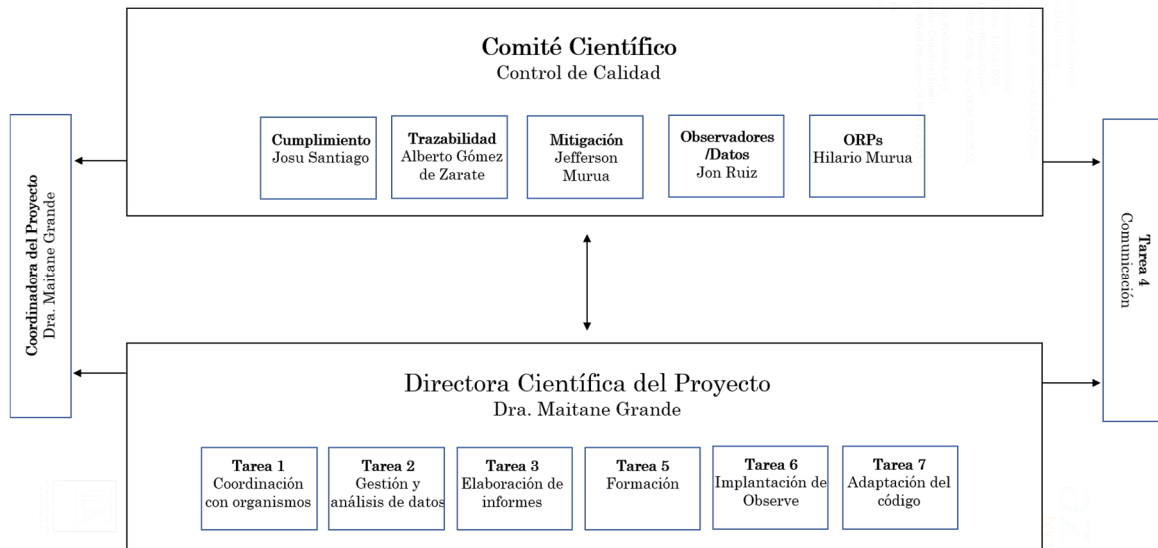 Comité Científico
Control de Calidad
Cumplimiento
Josu Santiago
Trazabilidad
Alberto Gómez
de Zarate
Mitigación
Jefferson
Murua
Observadores
/Datos
Jon Ruiz
ORPs
Hilario Murua
Coordinadora del Proyecto
Dra. Maitane Grande
Tarea 4
Comunicación
Directora Científica del Proyecto
Dra. Maitane Grande
Tarea 1
Coordinación
con organismos
Tarea 2
Gestión y
análisis de datos
Tarea 3
Elaboración de
informes
Tarea 5
Formación
Tarea 6
Implantación de
Observe
Tarea 7
Adaptación del
código